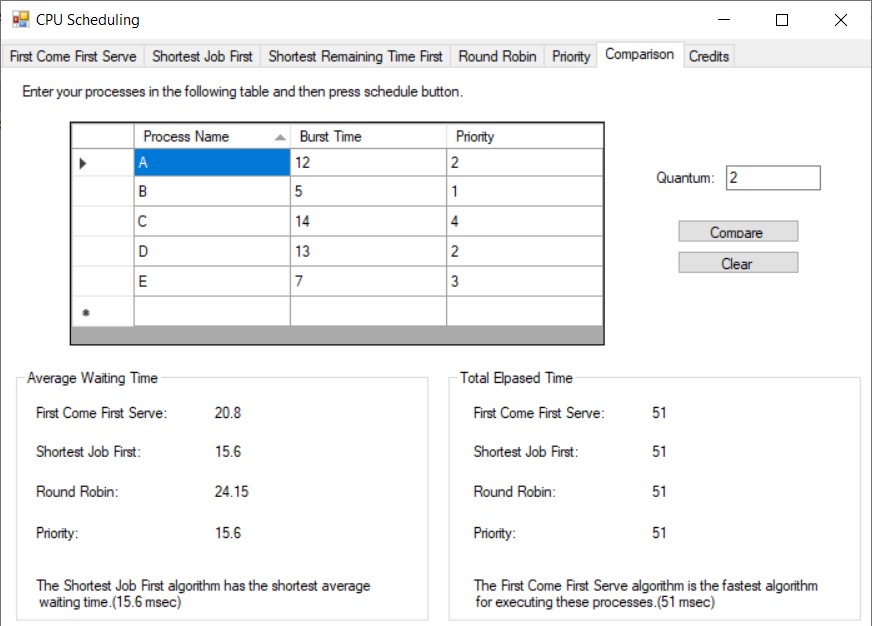 CPU Scheduling
First Come First Serve Shortest Job First Shortest Remaining Time First Round Robin Priority Comparison Credits
Enter your processes in the following table and then press schedule button.
Process Name Burst Time Priority
A 12 2
B 5 1
C 14 4
D 13 2
E 7 3
Quantum: 2
Compare
Clear
Average Waiting Time
First Come First Serve: 20.8
Shortest Job First: 15.6
Round Robin: 24.15
Priority: 15.6
The Shortest Job First algorithm has the shortest average
waiting time.(15.6 msec)
Total Elpased Time
First Come First Serve: 51
Shortest Job First: 51
Round Robin: 51
Priority: 51
The First Come First Serve algorithm is the fastest algorithm
for executing these processes.(51 msec)